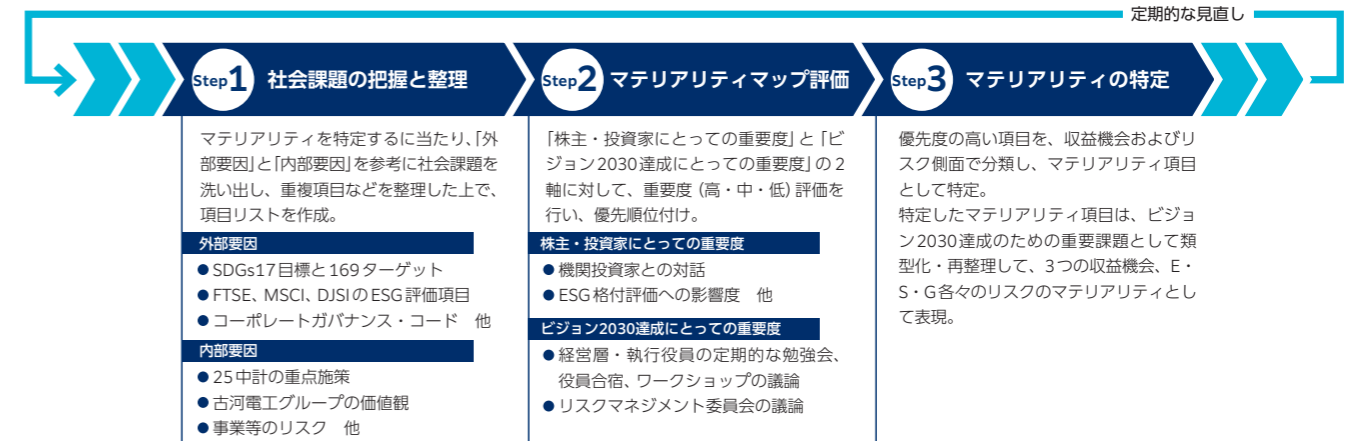 定期的な見直し
Step1 社会課題の把握と整理
マテリアリティを特定するに当たり、「外
部要因」と「内部要因」を参考に社会課題を
洗い出し、重複項目などを整理した上で、
項目リストを作成。
外部要因
●SDGs17目標と169ターゲット
●FTSE、MSCI、DJSIのESG評価項目
●コーポレートガバナンス・コード　他
内部要因
●25中計の重点施策
●古河電工グループの価値観
●事業等のリスク　他
Step2 マテリアリティマップ評価
「株主・投資家にとっての重要度」と「ビ
ジョン2030達成にとっての重要度」の2
軸に対して、重要度（高・中・低）評価を
行い、優先順位付け。
株主・投資家にとっての重要度
●機関投資家との対話
●ESG格付評価への影響度　他
ビジョン2030達成にとっての重要度
●経営層・執行役員の定期的な勉強会、
役員合宿、ワークショップの議論
●リスクマネジメント委員会の議論
Step3 マテリアリティの特定
優先度の高い項目を、収益機会およびリ
スク側面で分類し、マテリアリティ項目
として特定。
特定したマテリアリティ項目は、ビジョ
ン2030達成のための重要課題として類
型化・再整理して、3つの収益機会、E・
S・G各々のリスクのマテリアリティとし
て表現。